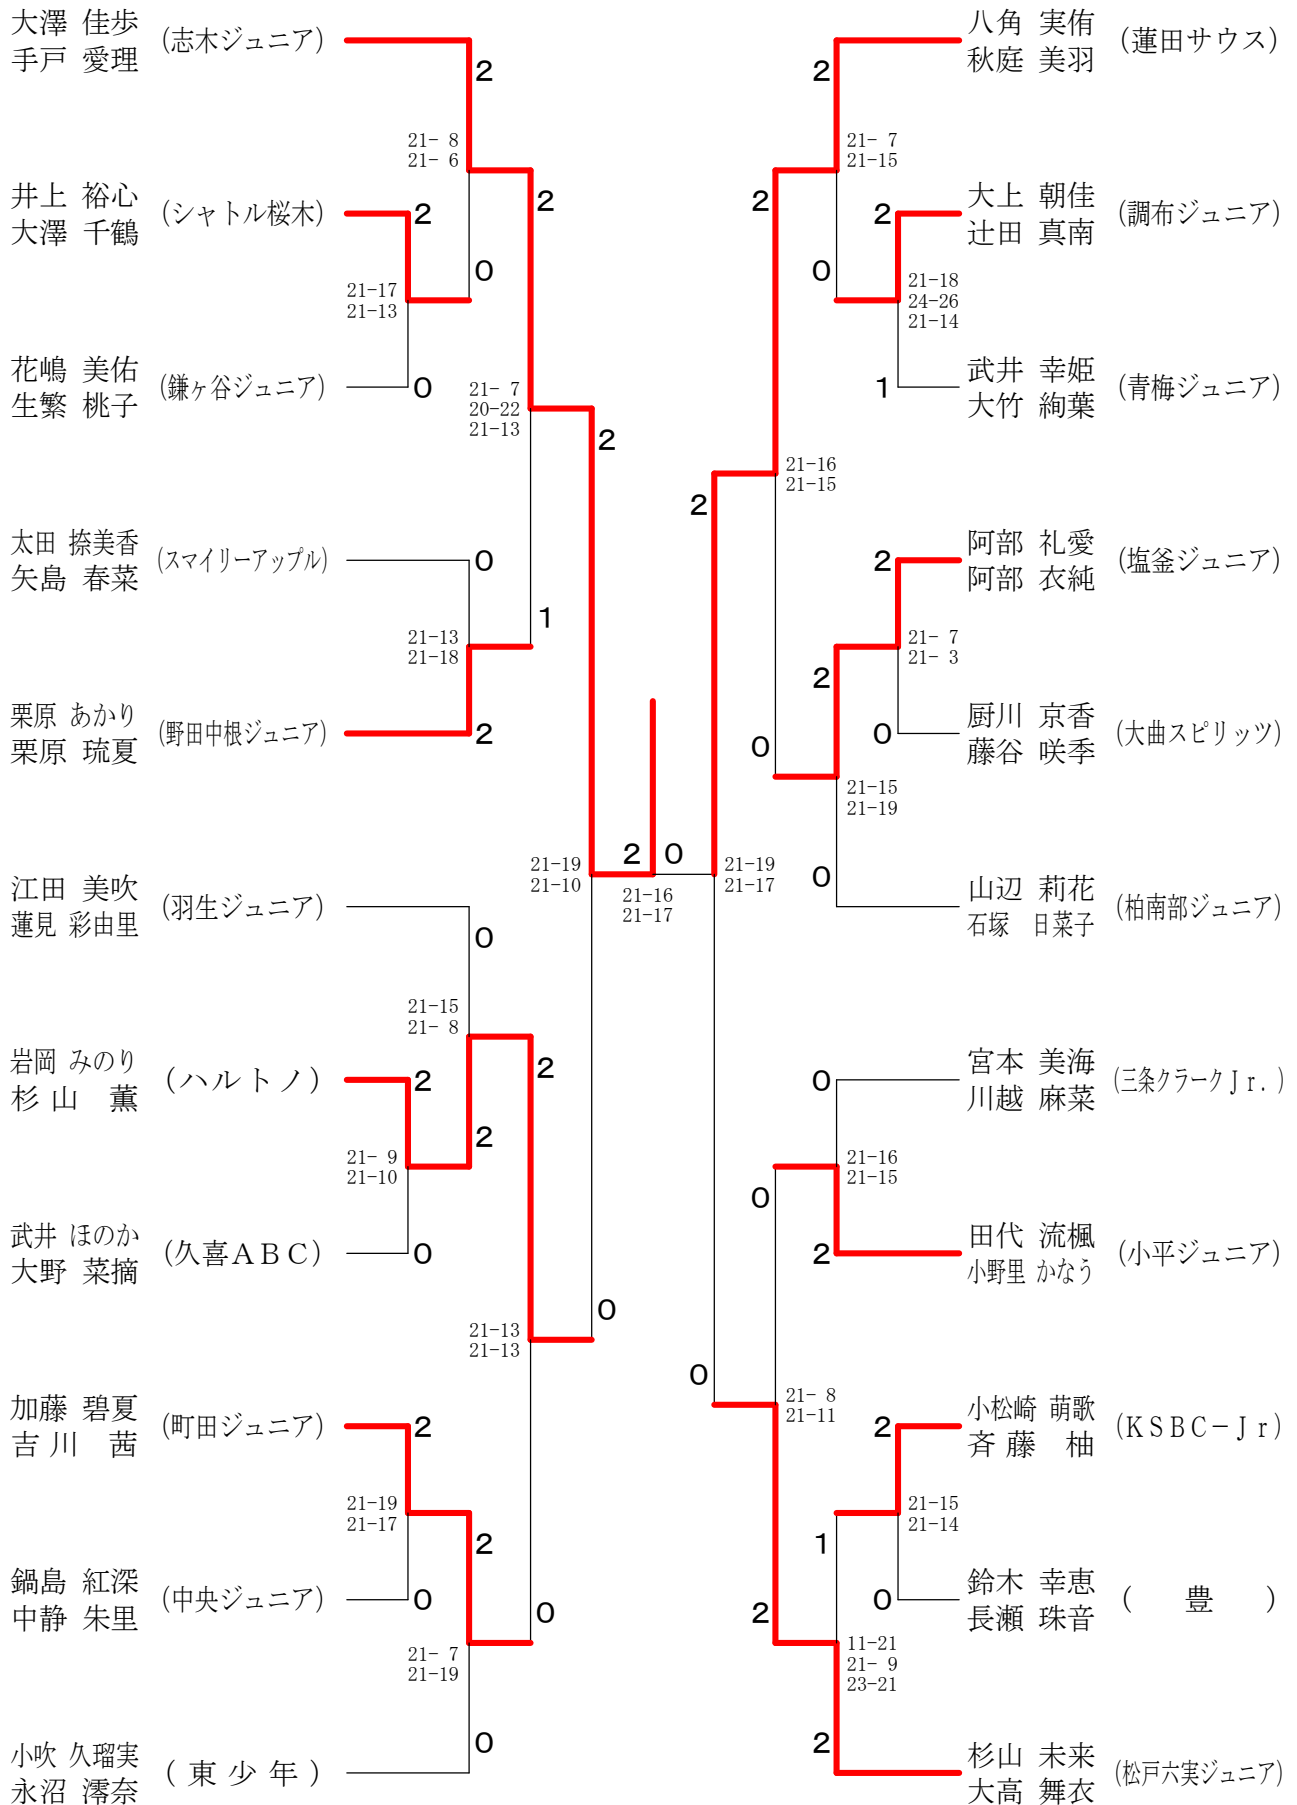 大澤 佳歩
手戸 愛理
(志木ジュニア)
2
21- 8
21- 6
井上 裕心
大澤 千鶴
(シャトル桜木)
2
2
0
21-17
21-13
花嶋 美佑
生繁 桃子
(鎌ヶ谷ジュニア)
0
21- 7
20-22
21-13
2
太田 捺美香
矢島 春菜
(スマイリーアップル)
0
1
21-13
21-18
栗原 あかり
栗原 琉夏
(野田中根ジュニア)
2
21-19
21-10
2
0
21-16
21-17
江田 美吹
蓮見 彩由里
(羽生ジュニア)
0
21-15
21- 8
岩岡 みのり
杉山 薫
(ハルトノ)
2
2
2
21- 9
21-10
武井 ほのか
大野 菜摘
(久喜ABC)
0
0
21-13
21-13
加藤 碧夏
吉川 茜
(町田ジュニア)
2
21-19
21-17
2
鍋島 紅深
中静 朱里
(中央ジュニア)
0
0
21- 7
21-19
小吹 久瑠実
永沼 澪奈
(東少年)
0
八角 実侑
秋庭 美羽
(蓮田サウス)
2
21- 7
21-15
大上 朝佳
辻田 真南
(調布ジュニア)
2
2
0
21-18
24-26
21-14
武井 幸姫
大竹 絢葉
(青梅ジュニア)
1
21-16
21-15
2
阿部 礼愛
阿部 衣純
(塩釜ジュニア)
2
21- 7
21- 3
2
厨川 京香
藤谷 咲季
(大曲スピリッツ)
0
0
21-15
21-19
21-19
21-17
山辺 莉花
石塚 日菜子
(柏南部ジュニア)
0
宮本 美海
川越 麻菜
(三条クラークJr.)
0
21-16
21-15
0
田代 流楓
小野里 かなう
(小平ジュニア)
2
0
21- 8
21-11
小松崎 萌歌
斉藤 柚
(KSBC-Jr)
2
21-15
21-14
1
鈴木 幸恵
長瀬 珠音
(豊)
0
2
11-21
21- 9
23-21
杉山 未来
大高 舞衣
(松戸六実ジュニア)
2